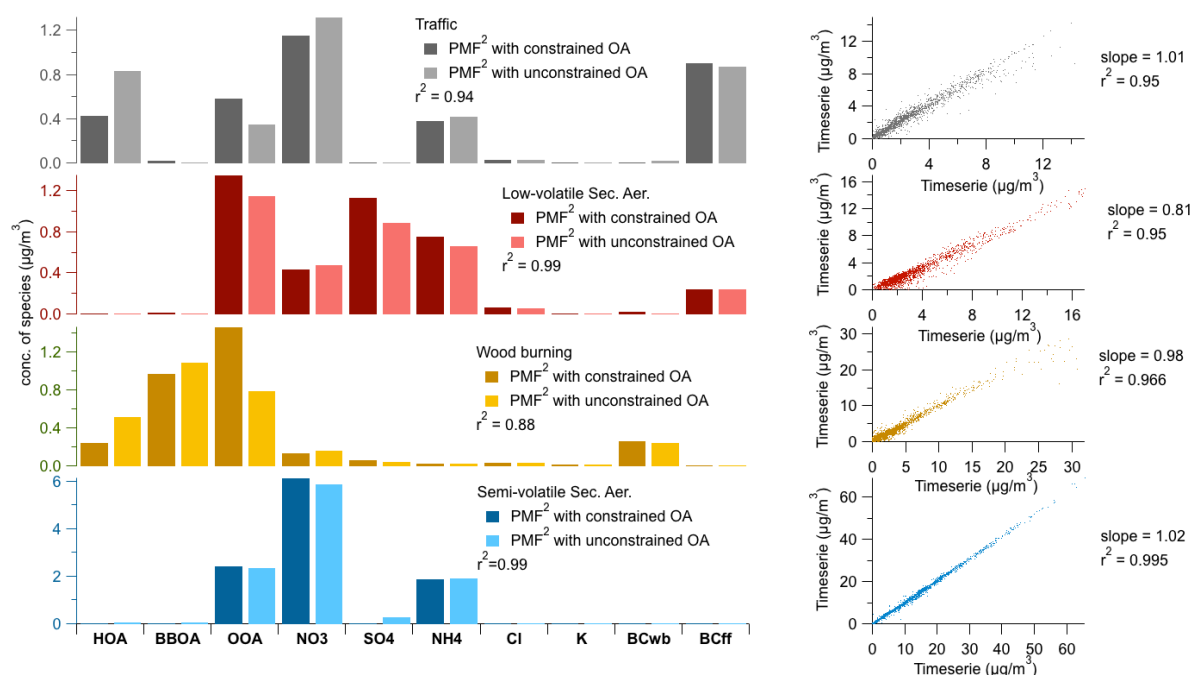 conc. of species (µg/m³)
1.2
0.8
0.4
0.0
Traffic
PMF² with constrained OA
PMF² with unconstrained OA
r² = 0.94
1.2
0.8
0.4
0.0
Low-volatile Sec. Aer.
PMF² with constrained OA
PMF² with unconstrained OA
r² = 0.99
1.2
0.8
0.4
0.0
Wood burning
PMF² with constrained OA
PMF² with unconstrained OA
r² = 0.88
6
4
2
0
Semi-volatile Sec. Aer.
PMF² with constrained OA
PMF² with unconstrained OA
r²=0.99
HOA BBOA OOA NO3 SO4 NH4 Cl K BCwb BCff
Timeserie (µg/m³)
12
8
4
0
0 4 8 12
Timeserie (µg/m³)
slope = 1.01
r² = 0.95
Timeserie (µg/m³)
16
12
8
4
0
0 4 8 12 16
Timeserie (µg/m³)
slope = 0.81
r² = 0.95
Timeserie (µg/m³)
30
20
10
0
0 5 10 15 20 25 30
Timeserie (µg/m³)
slope = 0.98
r² = 0.966
Timeserie (µg/m³)
60
40
20
0
0 10 20 30 40 50 60
Timeserie (µg/m³)
slope = 1.02
r² = 0.995